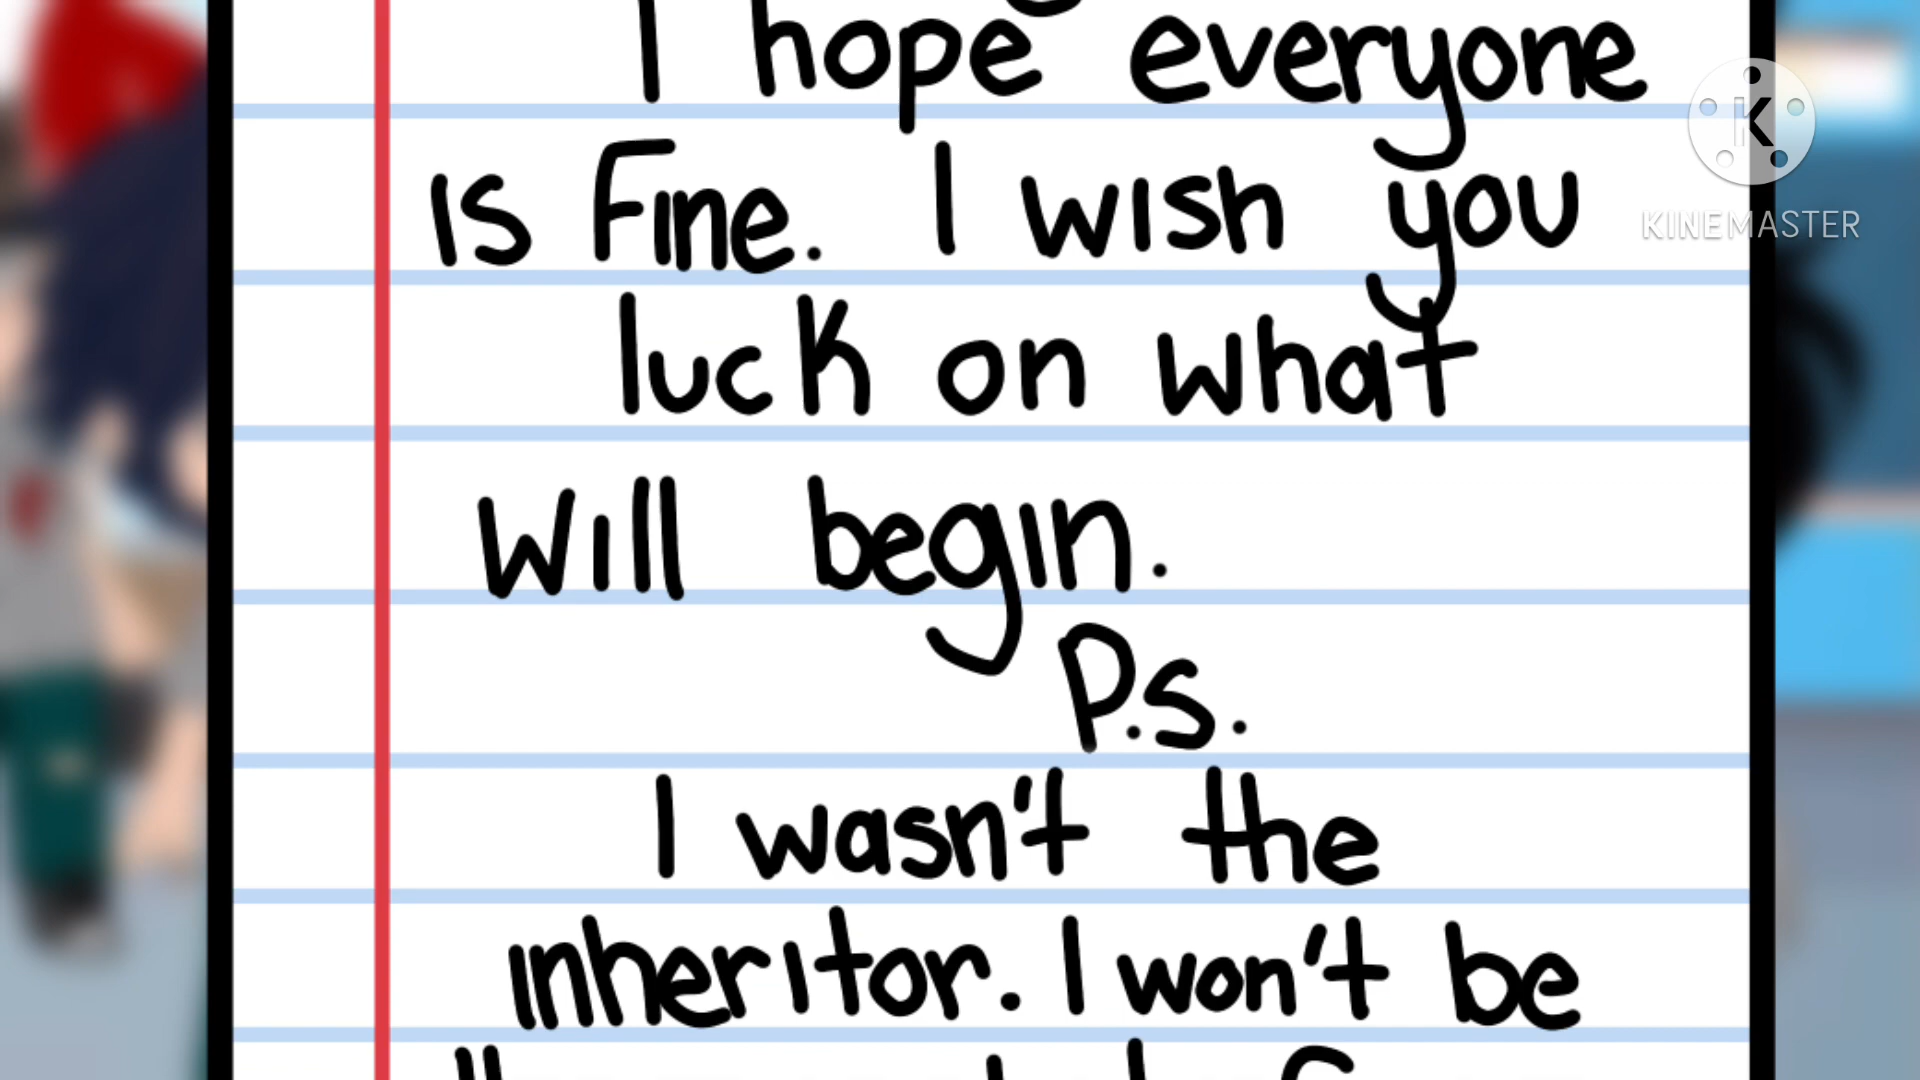 I hope everyone
is Fine. I wish you
luck on what
Will begin.
P.s.
I wasn't the
inheritor. I won't be
K
KINEMASTER